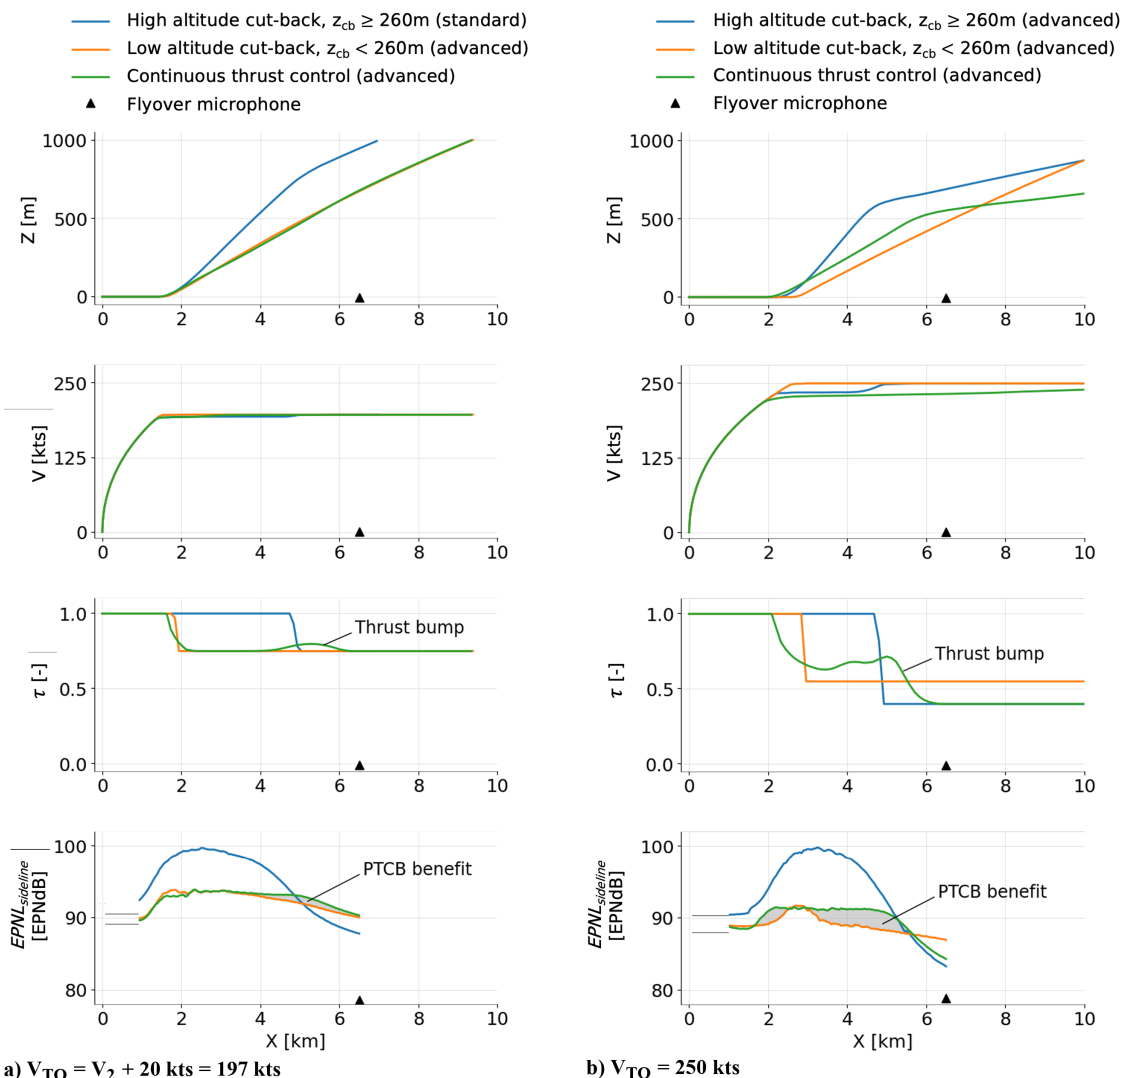 High altitude cut-back, z_cb ≥ 260m (standard)
Low altitude cut-back, z_cb < 260m (advanced)
Continuous thrust control (advanced)
Flyover microphone
1000
500
0
Z [m]
0 2 4 6 8 10
250
125
0
V [kts]
0 2 4 6 8 10
1.0
0.5
0.0
τ [-]
Thrust bump
0 2 4 6 8 10
100
90
80
EPNL_sideline
[EPNdB]
PTCB benefit
0 2 4 6 8 10
X [km]
a) V_TO = V_2 + 20 kts = 197 kts
High altitude cut-back, z_cb ≥ 260m (advanced)
Low altitude cut-back, z_cb < 260m (advanced)
Continuous thrust control (advanced)
Flyover microphone
1000
500
0
Z [m]
0 2 4 6 8 10
250
125
0
V [kts]
0 2 4 6 8 10
1.0
0.5
0.0
τ [-]
Thrust bump
0 2 4 6 8 10
100
90
80
EPNL_sideline
[EPNdB]
PTCB benefit
0 2 4 6 8 10
X [km]
b) V_TO = 250 kts